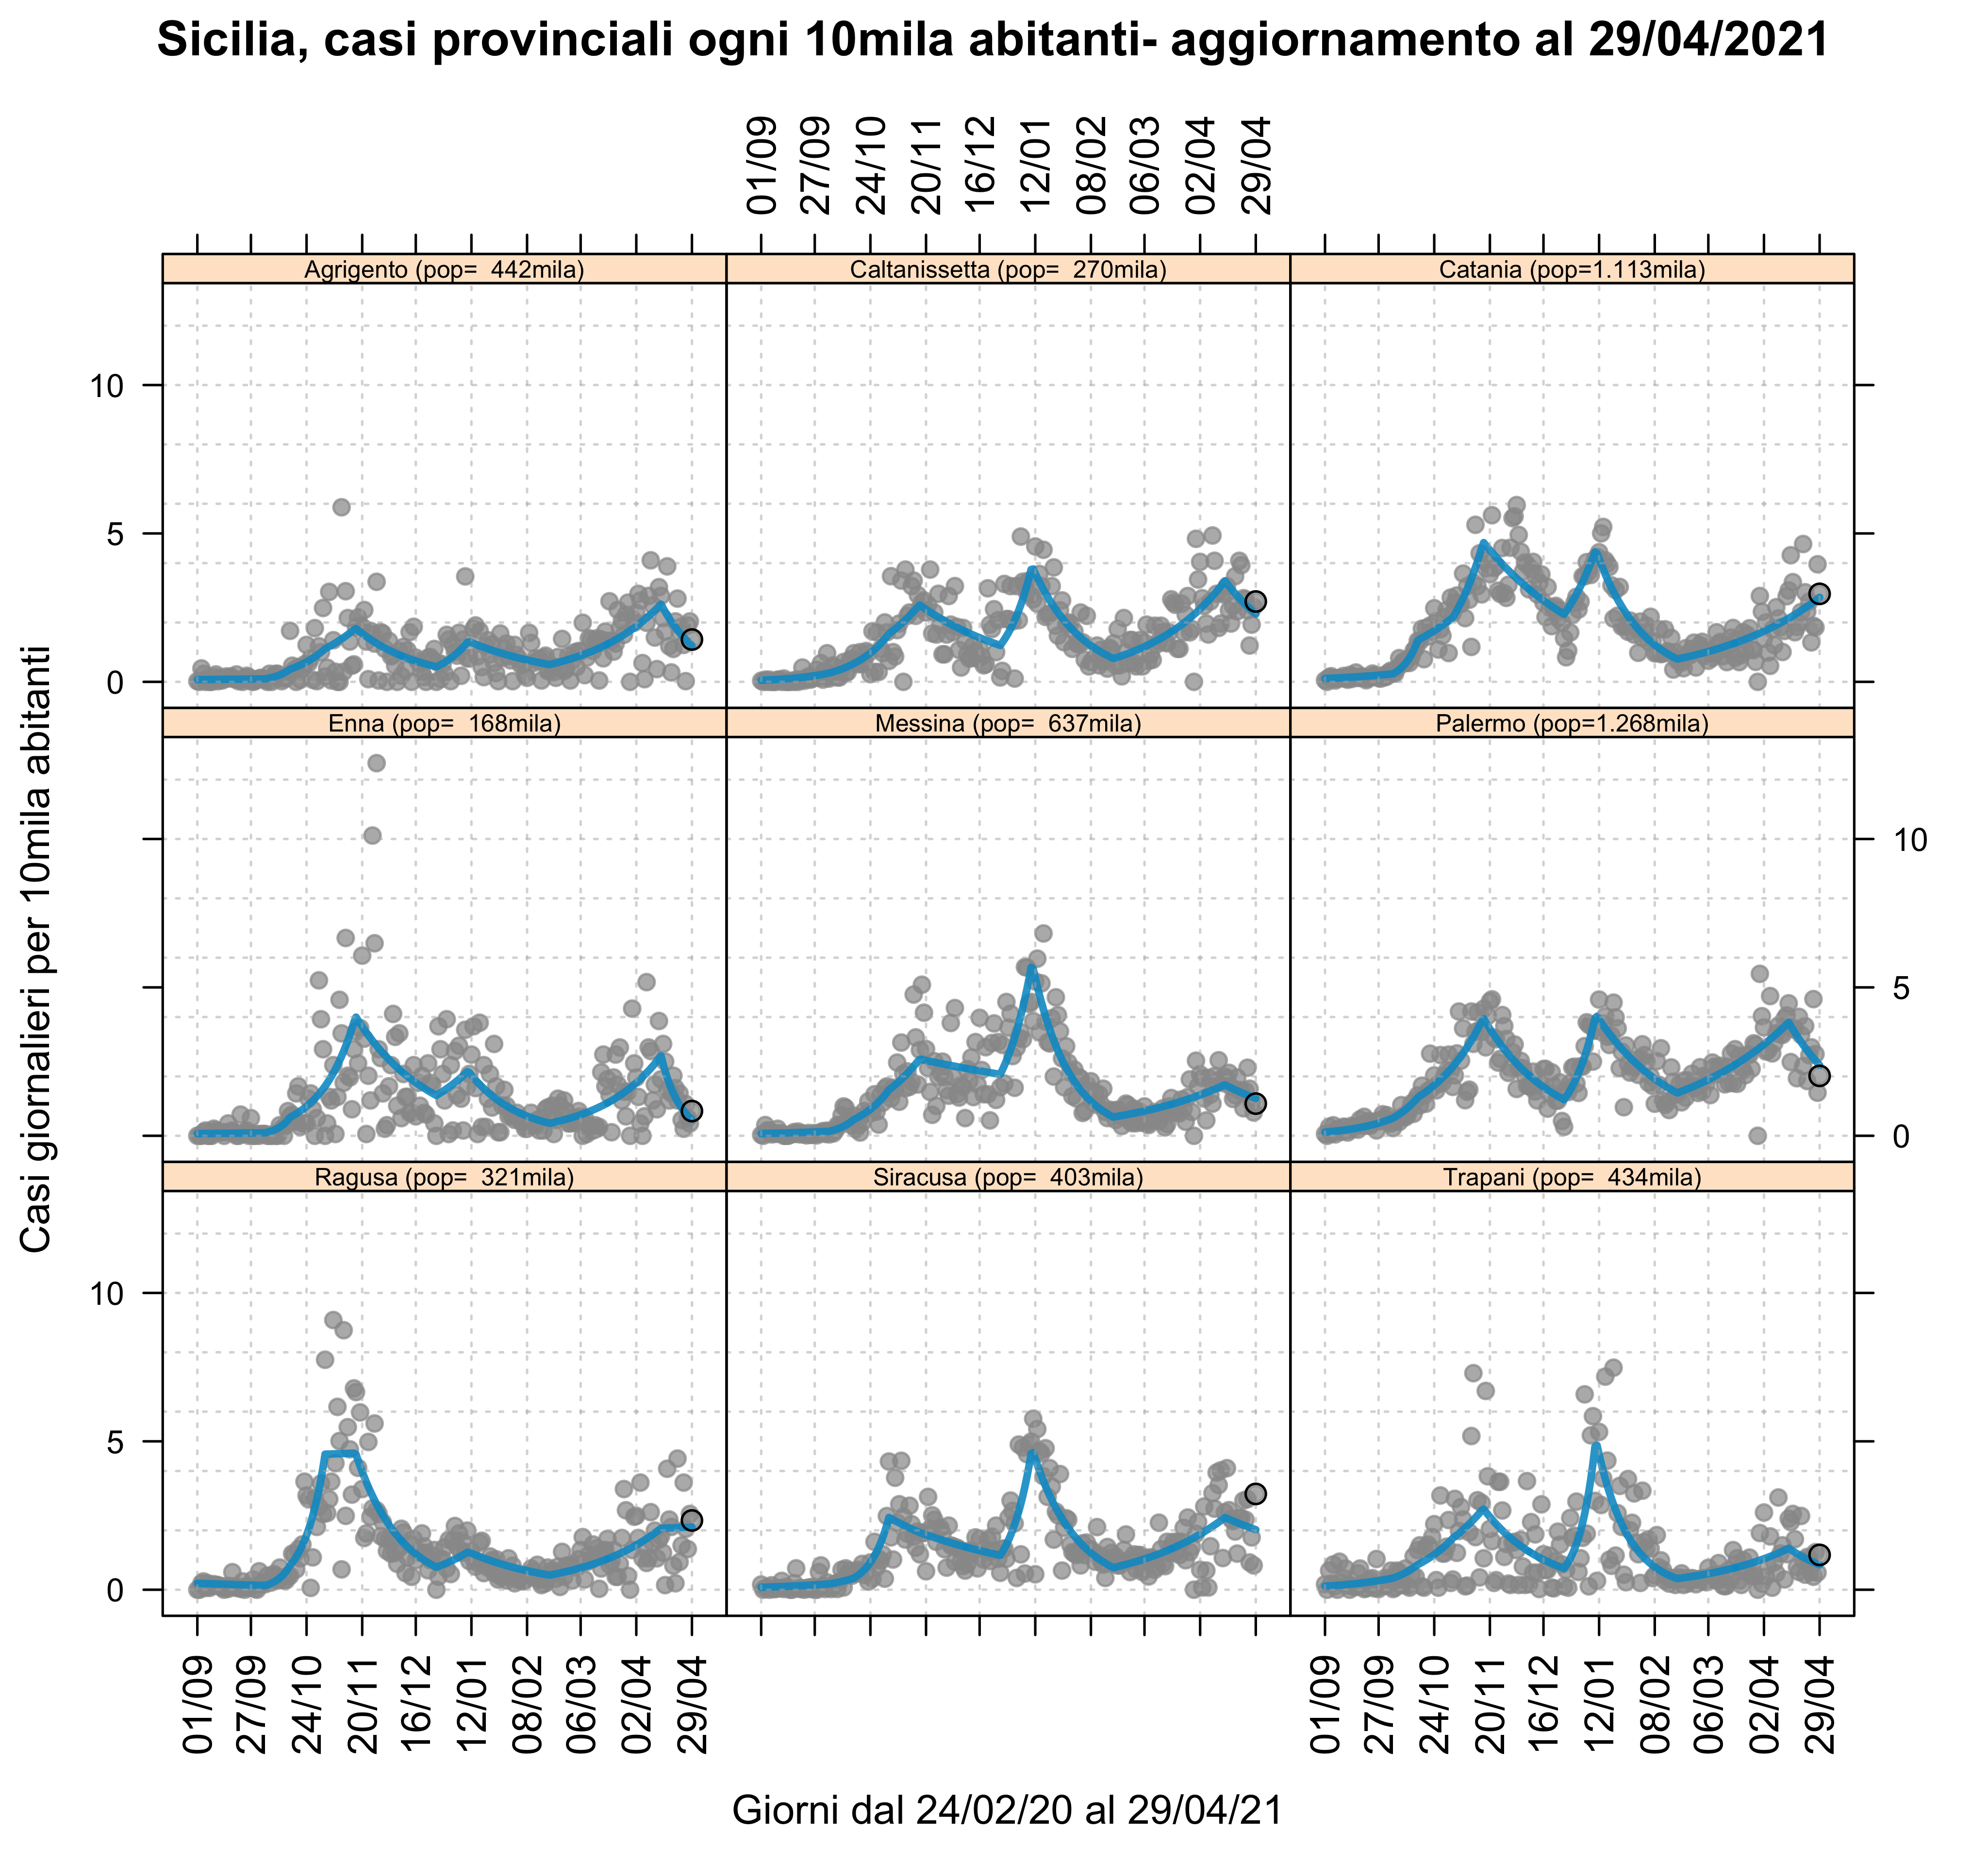 Sicilia, casi provinciali ogni 10mila abitanti- aggiornamento al 29/04/2021
01/09 27/09 24/10 20/11 16/12 12/01 08/02 06/03 02/04 29/04
Agrigento (pop=  442mila) Caltanissetta (pop=  270mila) Catania (pop=1.113mila)
10
5
0
Enna (pop=  168mila) Messina (pop=  637mila) Palermo (pop=1.268mila)
10
5
0
Ragusa (pop=  321mila) Siracusa (pop=  403mila) Trapani (pop=  434mila)
10
5
0
Casi giornalieri per 10mila abitanti
01/09 27/09 24/10 20/11 16/12 12/01 08/02 06/03 02/04 29/04
01/09 27/09 24/10 20/11 16/12 12/01 08/02 06/03 02/04 29/04
Giorni dal 24/02/20 al 29/04/21